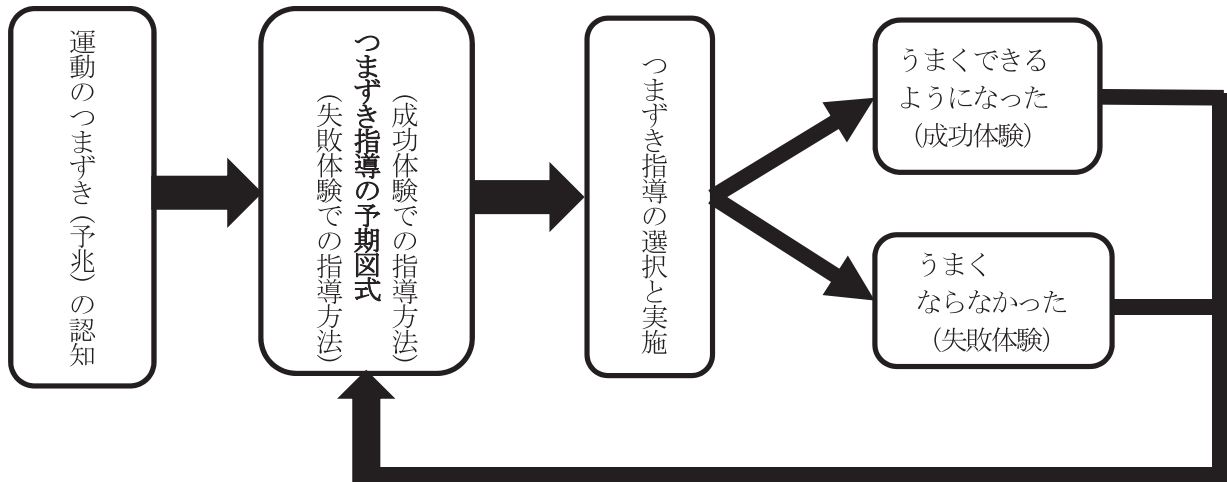 運動のつまずき（予兆）の認知
（成功体験での指導方法）
つまずき指導の予期図式
（失敗体験での指導方法）
つまずき指導の選択と実施
うまくできる
ようになった
（成功体験）
うまく
ならなかった
（失敗体験）